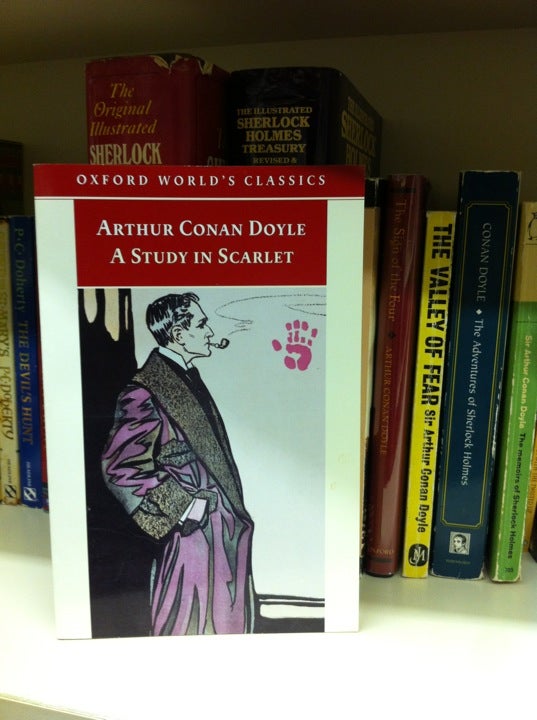 The
Original
Illustrated
SHERLOCK
THE ILLUSTRATED
SHERLOCK
HOLMES
TREASURY
REVISED &
OXFORD WORLD'S CLASSICS
ARTHUR CONAN DOYLE
A STUDY IN SCARLET
P·C·Doherty THE DEVIL'S HUNT
The Sign of the Four ARTHUR CONAN DOYLE
OXFORD
THE VALLEY OF FEAR Sir Arthur Conan Doyle
CONAN DOYLE ◆ The Adventures of Sherlock Holmes
Sir Arthur Conan Doyle The memoirs of Sherlock Holmes